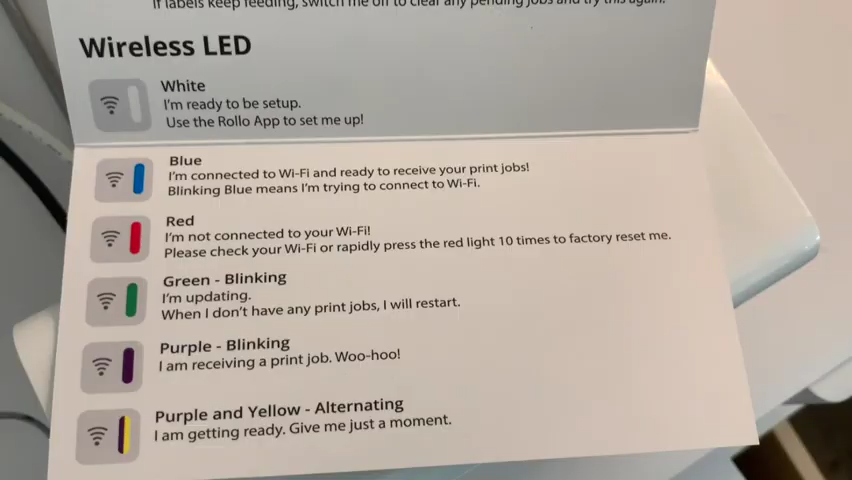 If labels keep feeding, switch me off to clear any pending jobs and try this again.
Wireless LED
White
I'm ready to be setup.
Use the Rollo App to set me up!
Blue
I'm connected to Wi-Fi and ready to receive your print jobs!
Blinking Blue means I'm trying to connect to Wi-Fi.
Red
I'm not connected to your Wi-Fi!
Please check your Wi-Fi or rapidly press the red light 10 times to factory reset me.
Green - Blinking
I'm updating.
When I don't have any print jobs, I will restart.
Purple - Blinking
I am receiving a print job. Woo-hoo!
Purple and Yellow - Alternating
I am getting ready. Give me just a moment.